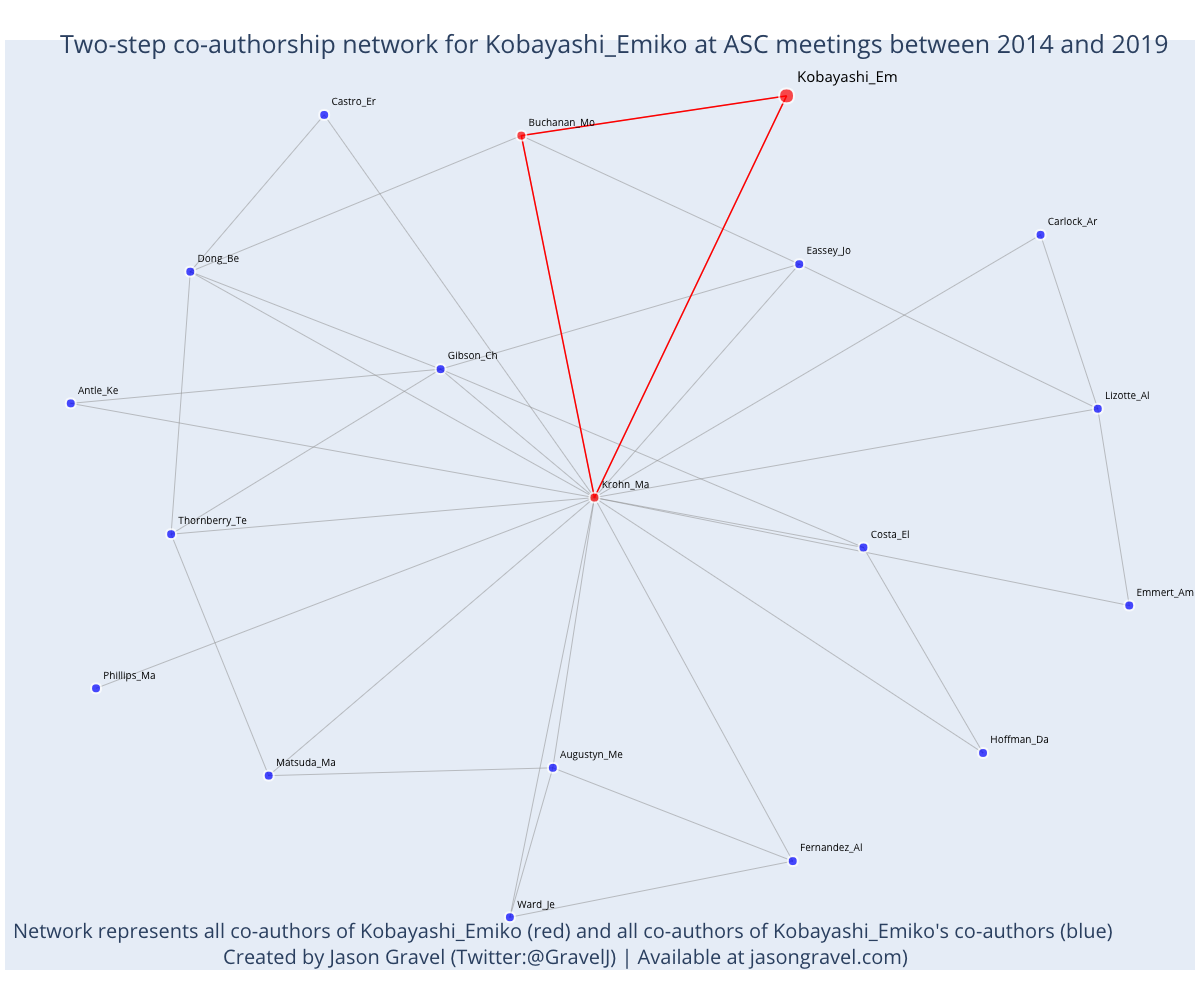 Two-step co-authorship network for Kobayashi_Emiko at ASC meetings between 2014 and 2019
Kobayashi_Em
Castro_Er
Buchanan_Mo
Carlock_Ar
Eassey_Jo
Dong_Be
Gibson_Ch
Antle_Ke
Lizotte_Al
Krohn_Ma
Thornberry_Te
Costa_El
Emmert_Am
Phillips_Ma
Hoffman_Da
Augustyn_Me
Matsuda_Ma
Fernandez_Al
Ward_Je
Network represents all co-authors of Kobayashi_Emiko (red) and all co-authors of Kobayashi_Emiko's co-authors (blue)
Created by Jason Gravel (Twitter:@GravelJ) | Available at jasongravel.com)